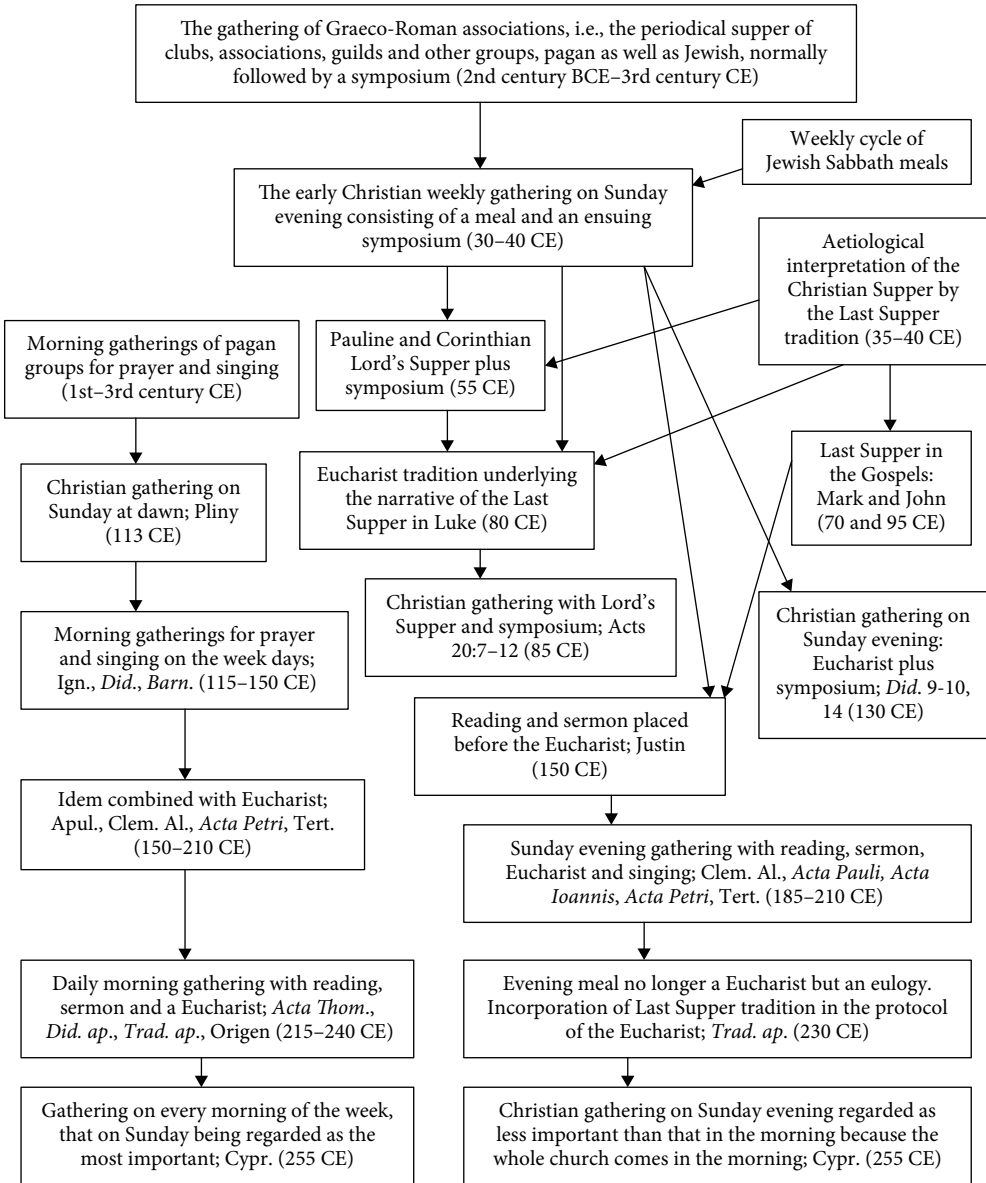 The gathering of Graeco-Roman associations, i.e., the periodical supper of
clubs, associations, guilds and other groups, pagan as well as Jewish, normally
followed by a symposium (2nd century BCE–3rd century CE)
Weekly cycle of
Jewish Sabbath meals
The early Christian weekly gathering on Sunday
evening consisting of a meal and an ensuing
symposium (30–40 CE)
Aetiological
interpretation of the
Christian Supper by
the Last Supper
tradition (35–40 CE)
Morning gatherings of pagan
groups for prayer and singing
(1st–3rd century CE)
Pauline and Corinthian
Lord’s Supper plus
symposium (55 CE)
Last Supper in
the Gospels:
Mark and John
(70 and 95 CE)
Christian gathering on
Sunday at dawn; Pliny
(113 CE)
Eucharist tradition underlying
the narrative of the Last
Supper in Luke (80 CE)
Christian gathering with Lord’s
Supper and symposium; Acts
20:7–12 (85 CE)
Christian gathering on
Sunday evening:
Eucharist plus
symposium; Did. 9-10,
14 (130 CE)
Morning gatherings for prayer
and singing on the week days;
Ign., Did., Barn. (115–150 CE)
Reading and sermon placed
before the Eucharist; Justin
(150 CE)
Idem combined with Eucharist;
Apul., Clem. Al., Acta Petri, Tert.
(150–210 CE)
Sunday evening gathering with reading, sermon,
Eucharist and singing; Clem. Al., Acta Pauli, Acta
Ioannis, Acta Petri, Tert. (185–210 CE)
Daily morning gathering with reading,
sermon and a Eucharist; Acta Thom.,
Did. ap., Trad. ap., Origen (215–240 CE)
Evening meal no longer a Eucharist but an eulogy.
Incorporation of Last Supper tradition in the protocol
of the Eucharist; Trad. ap. (230 CE)
Gathering on every morning of the week,
that on Sunday being regarded as the
most important; Cypr. (255 CE)
Christian gathering on Sunday evening regarded as
less important than that in the morning because the
whole church comes in the morning; Cypr. (255 CE)